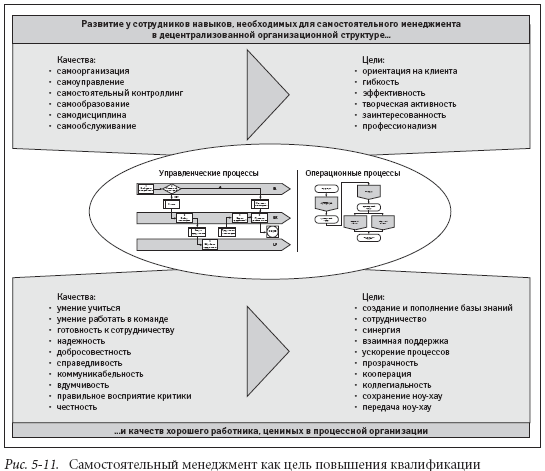 Развитие у сотрудников навыков, необходимых для самостоятельного менеджмента
в децентрализованной организационной структуре...
Качества:
• самоорганизация
• самоуправление
• самостоятельный контроллинг
• самообразование
• самодисциплина
• самообслуживание
Цели:
• ориентация на клиента
• гибкость
• эффективность
• творческая активность
• заинтересованность
• профессионализм
Управленческие процессы
Операционные процессы
Качества:
• умение учиться
• умение работать в команде
• готовность к сотрудничеству
• надежность
• добросовестность
• справедливость
• коммуникабельность
• вдумчивость
• правильное восприятие критики
• честность
Цели:
• создание и пополнение базы знаний
• сотрудничество
• синергия
• взаимная поддержка
• ускорение процессов
• прозрачность
• кооперация
• коллегиальность
• сохранение ноу-хау
• передача ноу-хау
...и качеств хорошего работника, ценимых в процессной организации
Рис. 5-11. Самостоятельный менеджмент как цель повышения квалификации